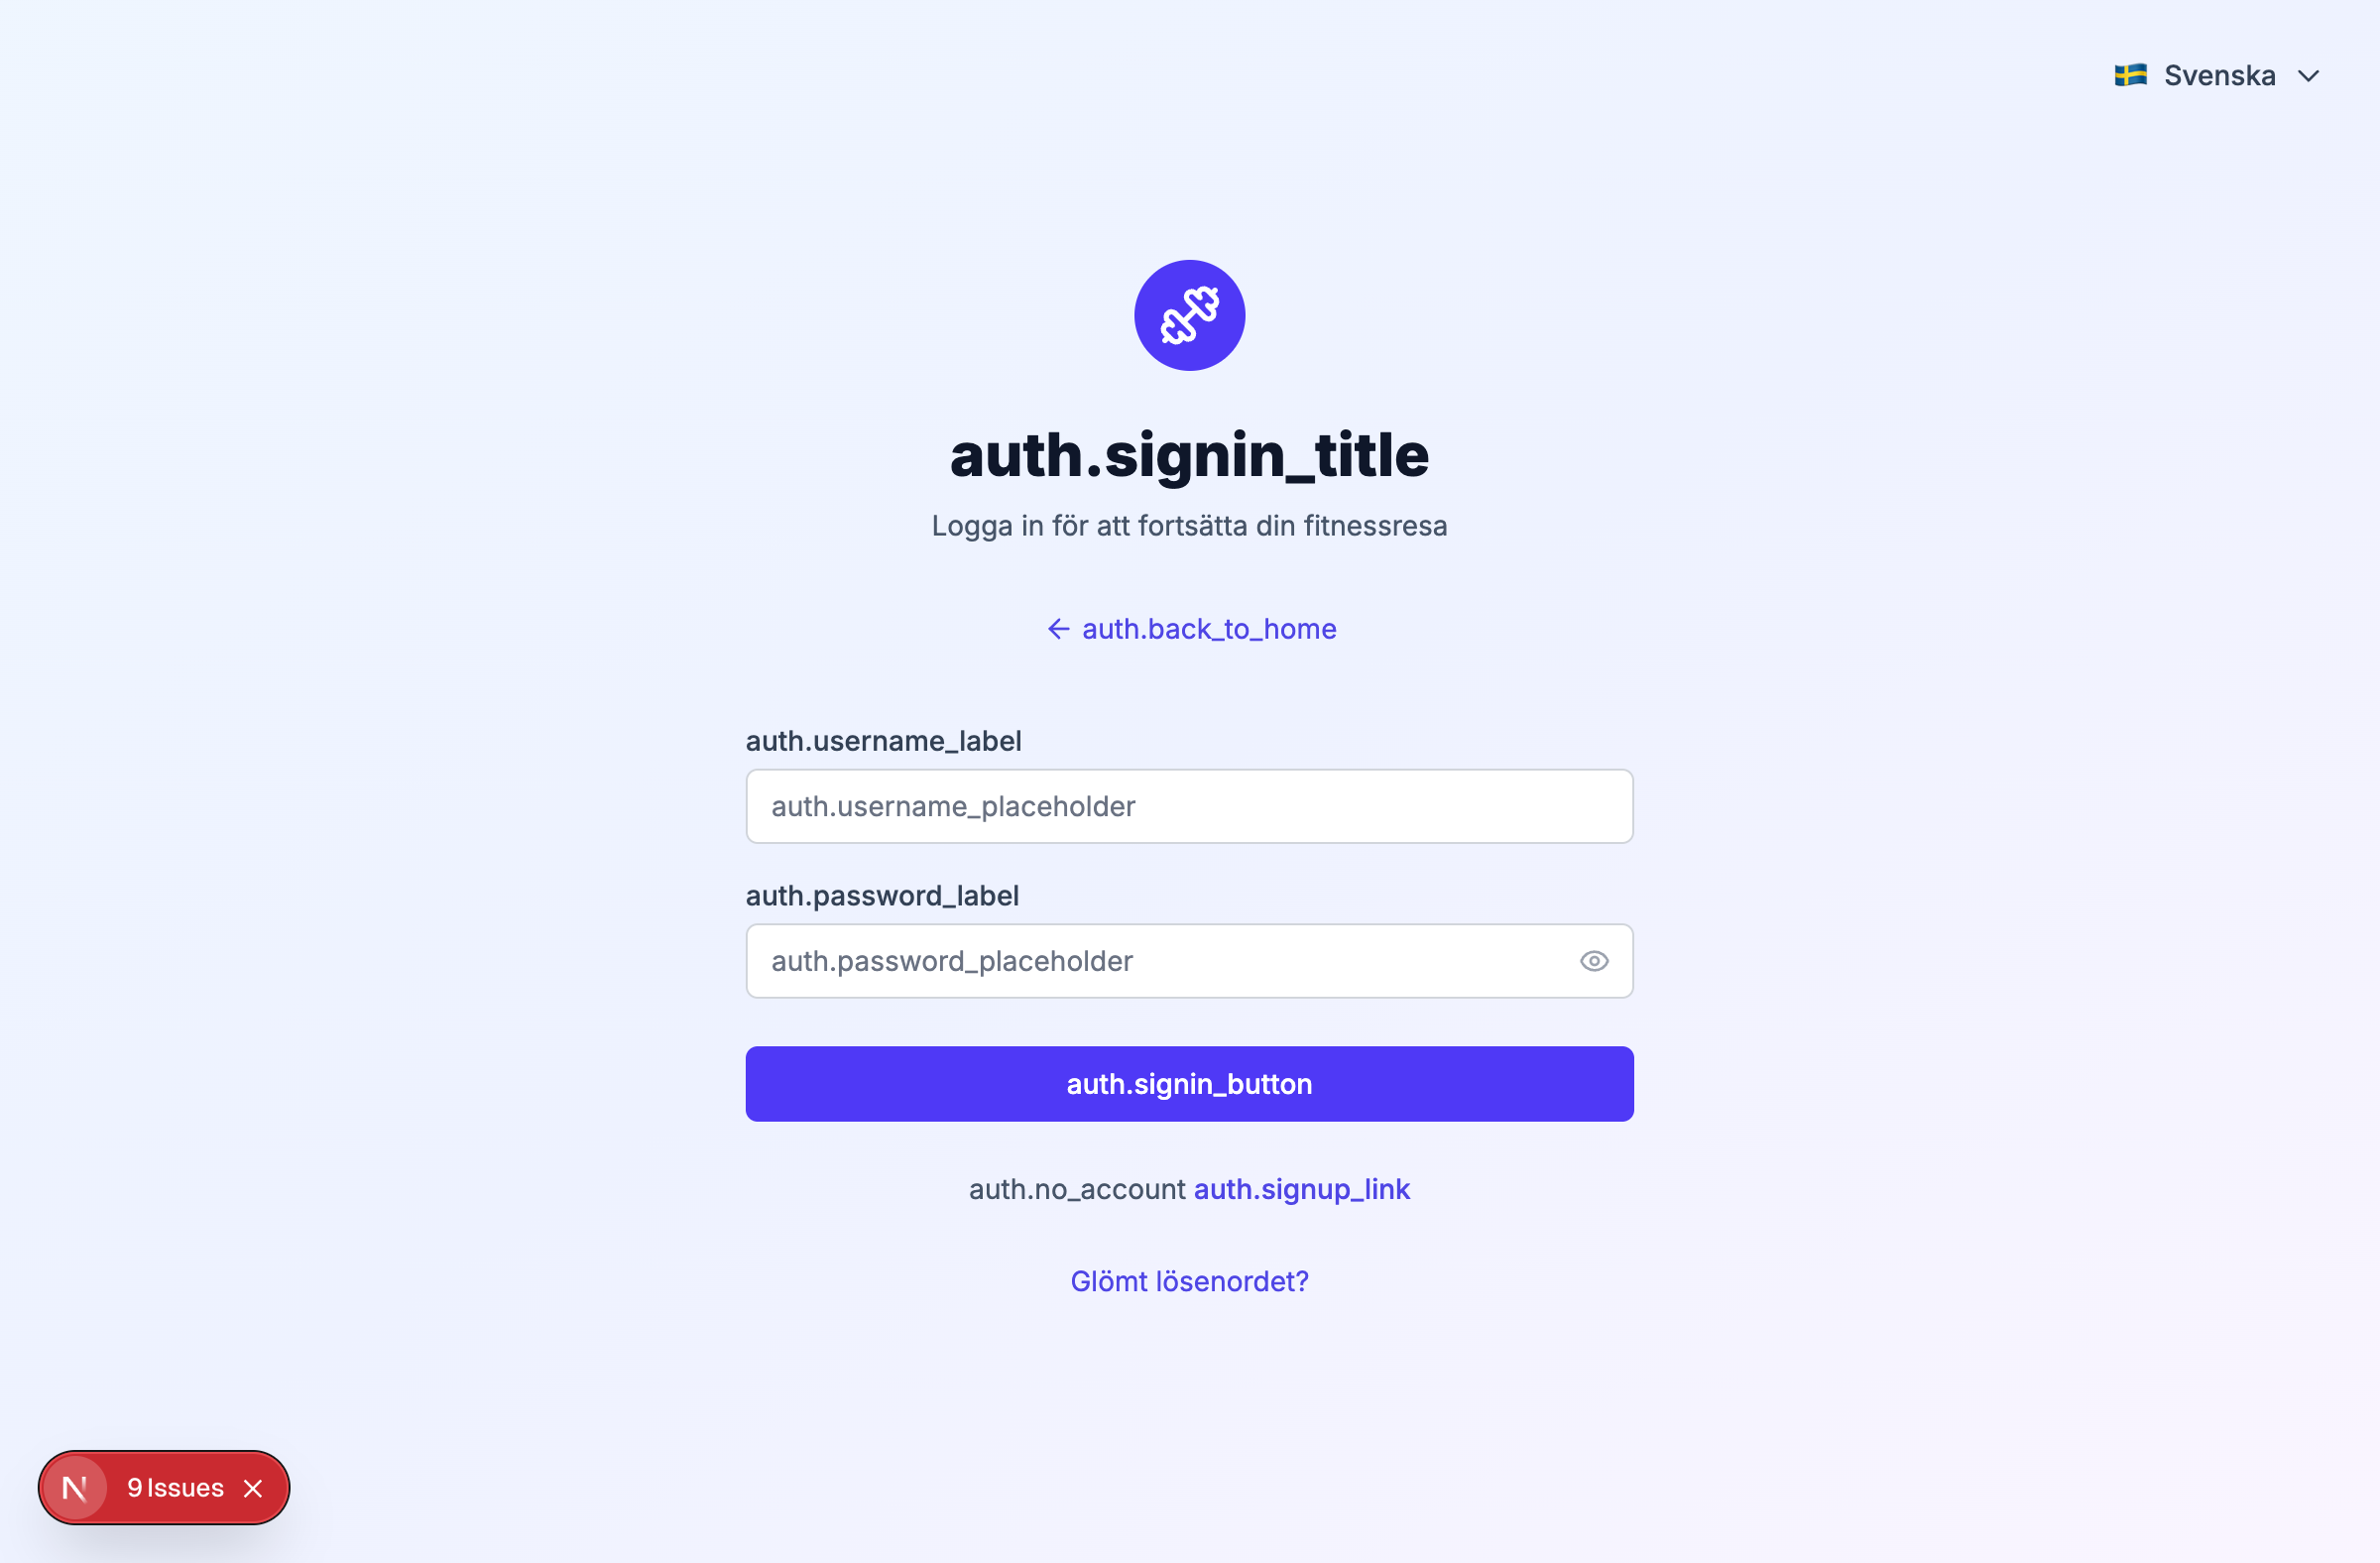 Svenska
auth.signin_title
Logga in för att fortsätta din fitnessresa
auth.back_to_home
auth.username_label
auth.username_placeholder
auth.password_label
auth.password_placeholder
auth.signin_button
auth.no_account auth.signup_link
Glömt lösenordet?
N 9 Issues